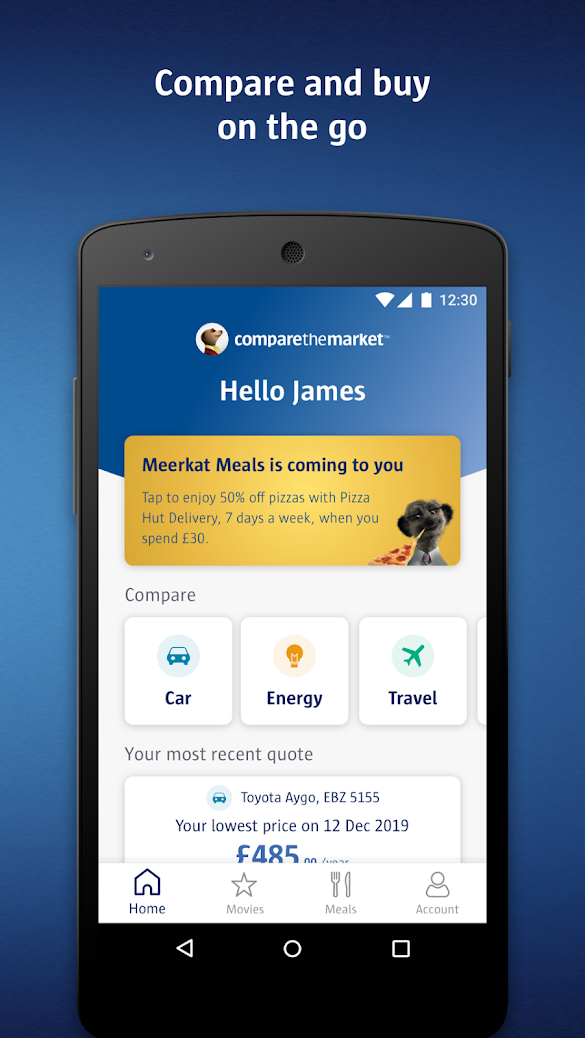 Compare and buy
on the go
12:30
comparethemarket™
Hello James
Meerkat Meals is coming to you
Tap to enjoy 50% off pizzas with Pizza
Hut Delivery, 7 days a week, when you
spend £30.
Compare
Car
Energy
Travel
Your most recent quote
Toyota Aygo, EBZ 5155
Your lowest price on 12 Dec 2019
£485.00 /year
Home
Movies
Meals
Account